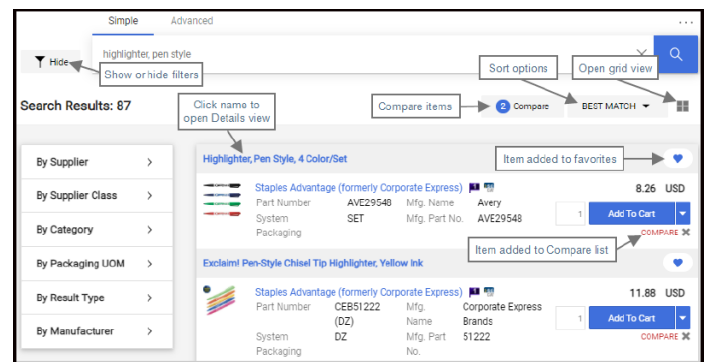 Simple Advanced
highlighter, pen style
Hide
Show or hide filters
Sort options
Open grid view
Search Results: 87
Click name to
open Details view
Compare items
2 Compare
BEST MATCH
By Supplier
By Supplier Class
By Category
By Packaging UOM
By Result Type
By Manufacturer
Highlighter, Pen Style, 4 Color/Set
Item added to favorites
Staples Advantage (formerly Corporate Express)
8.26 USD
Part Number AVE29548 Mfg. Name Avery
System SET Mfg. Part No. AVE29548
Packaging
1 Add To Cart
COMPARE
Item added to Compare list
Exclaim! Pen-Style Chisel Tip Highlighter, Yellow Ink
Staples Advantage (formerly Corporate Express)
11.88 USD
Part Number CEB51222 Mfg. Corporate Express
(DZ) Name Brands
System DZ Mfg. Part 51222
Packaging No.
1 Add To Cart
COMPARE